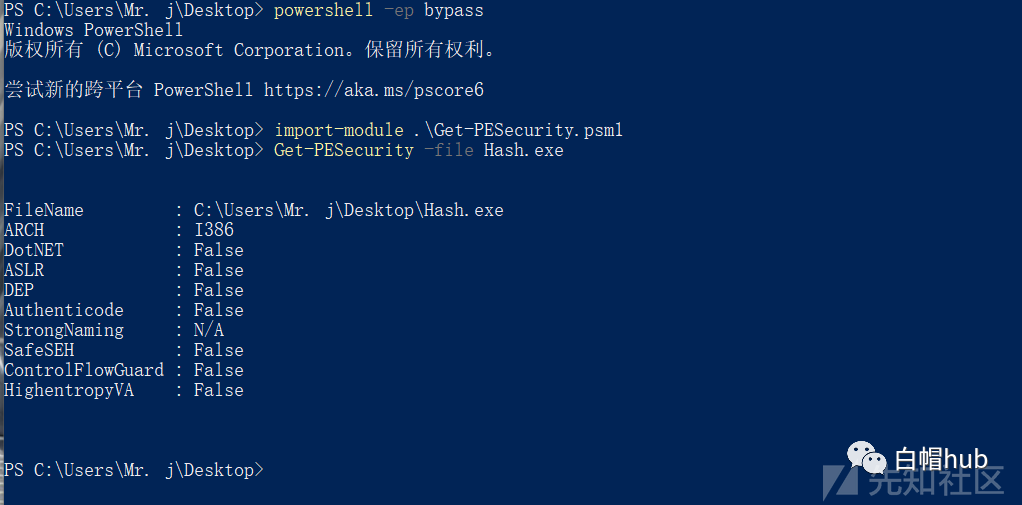 PS C:\Users\Mr. j\Desktop> powershell -ep bypass
Windows PowerShell
版权所有 (C) Microsoft Corporation。保留所有权利。
尝试新的跨平台 PowerShell https://aka.ms/pscore6
PS C:\Users\Mr. j\Desktop> import-module .\Get-PESecurity.psm1
PS C:\Users\Mr. j\Desktop> Get-PESecurity -file Hash.exe
FileName : C:\Users\Mr. j\Desktop\Hash.exe
ARCH : I386
DotNET : False
ASLR : False
DEP : False
Authenticode : False
StrongNaming : N/A
SafeSEH : False
ControlFlowGuard : False
HighentropyVA : False
PS C:\Users\Mr. j\Desktop>
白帽hub
先知社区